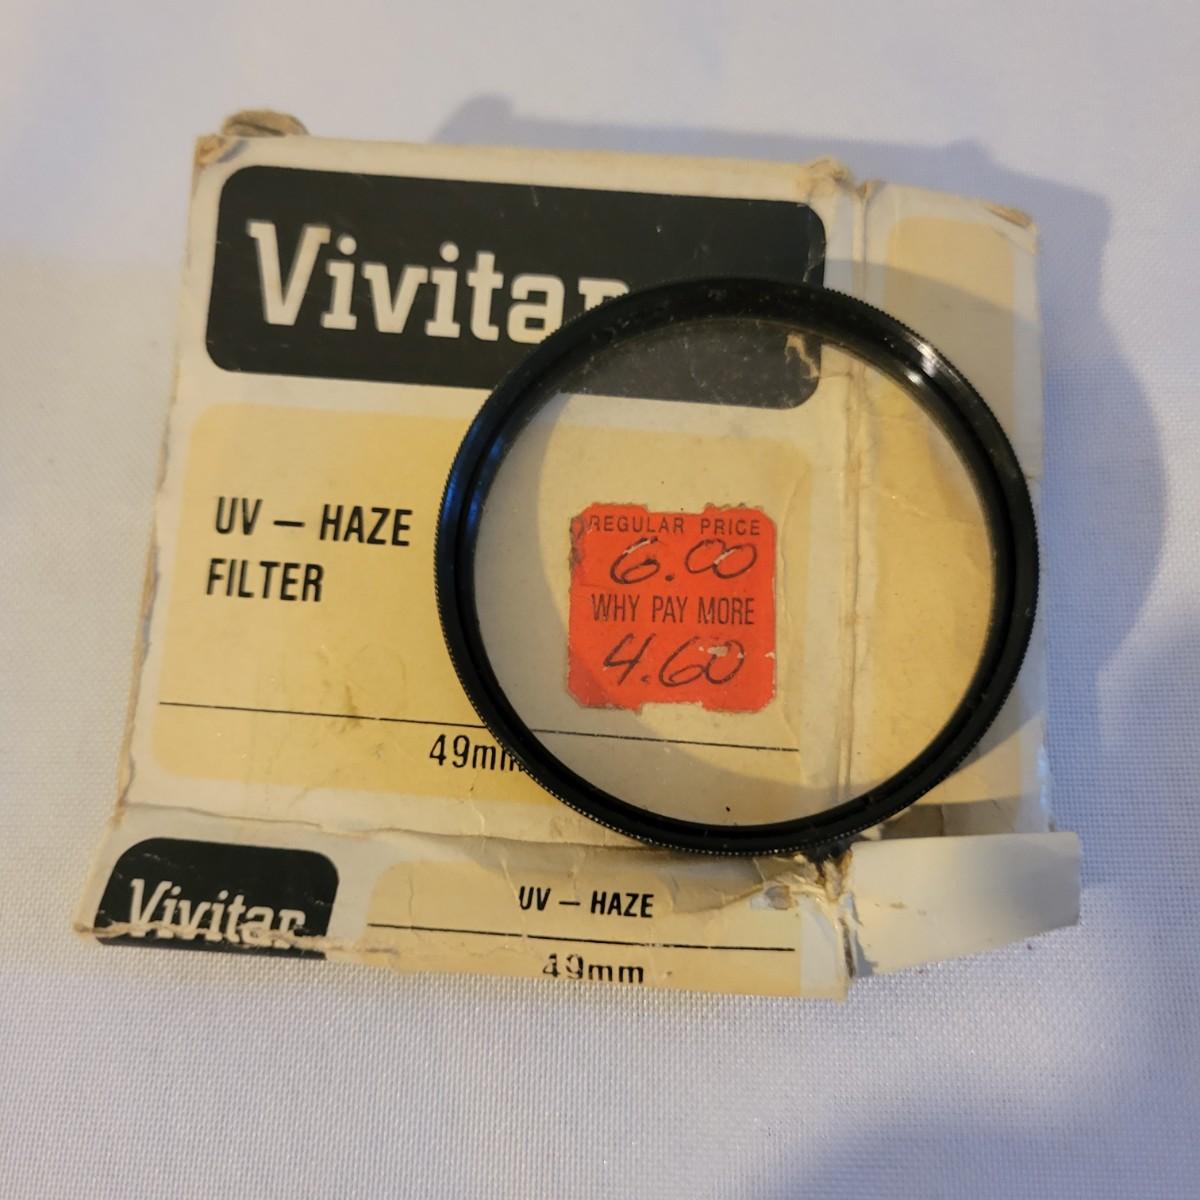 Vivitar
UV – HAZE
FILTER
REGULAR PRICE
6.00
WHY PAY MORE
4.60
49mm
Vivitar
UV – HAZE
49mm